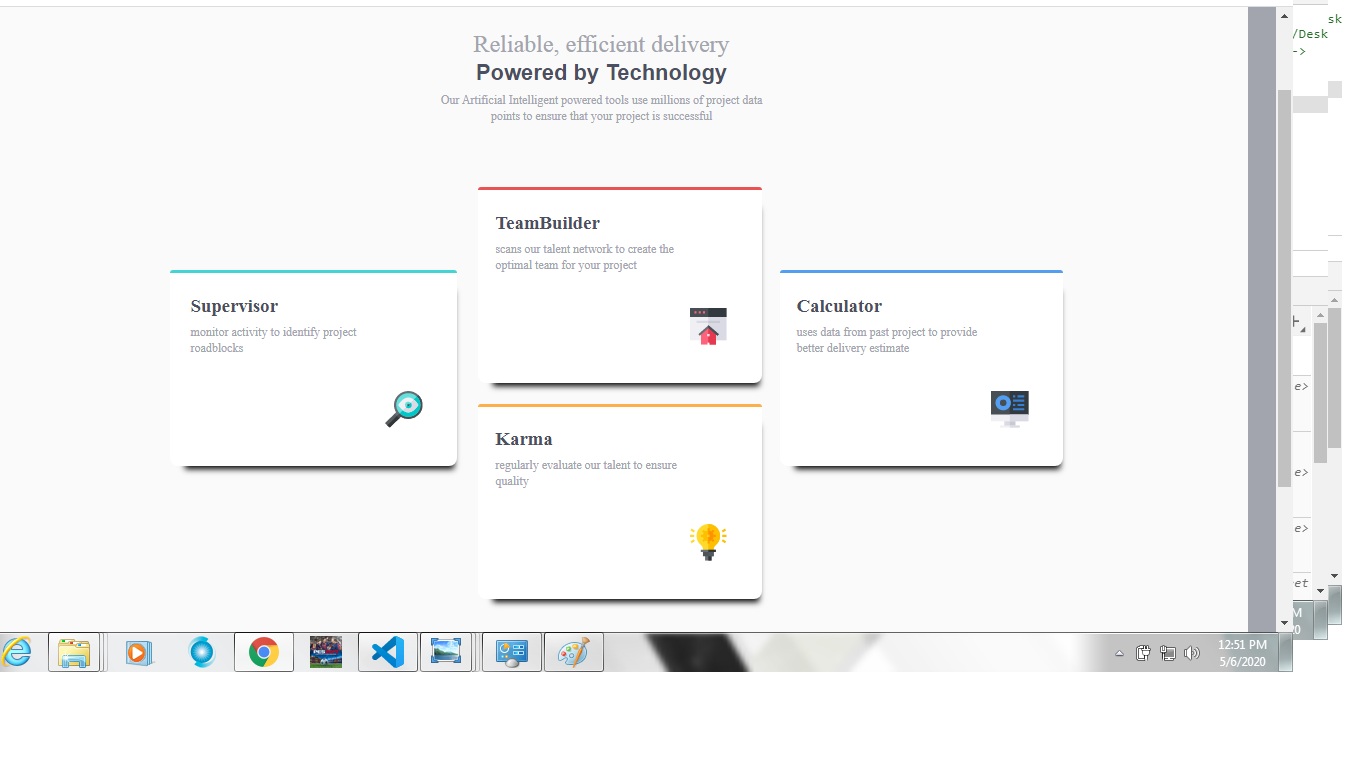 Reliable, efficient delivery
Powered by Technology
Our Artificial Intelligent powered tools use millions of project data
points to ensure that your project is successful
TeamBuilder
scans our talent network to create the
optimal team for your project
Supervisor
monitor activity to identify project
roadblocks
Calculator
uses data from past project to provide
better delivery estimate
Karma
regularly evaluate our talent to ensure
quality
sk
/Desk
->
e>
e>
e>
et
M
0
12:51 PM
5/6/2020